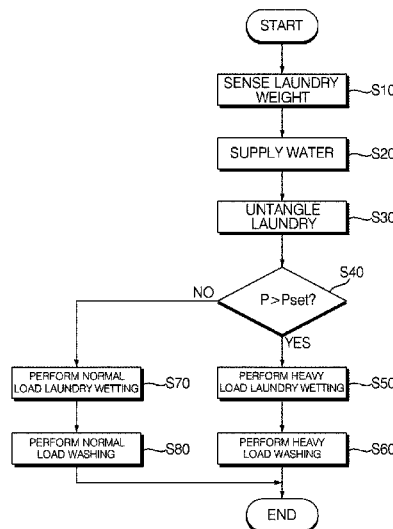 START
SENSE LAUNDRY
WEIGHT
S10
SUPPLY WATER
S20
UNTANGLE
LAUNDRY
S30
S40
P>Pset?
NO
YES
PERFORM NORMAL
LOAD LAUNDRY WETTING
S70
PERFORM HEAVY
LOAD LAUNDRY WETTING
S50
PERFORM NORMAL
LOAD WASHING
S80
PERFORM HEAVY
LOAD WASHING
S60
END